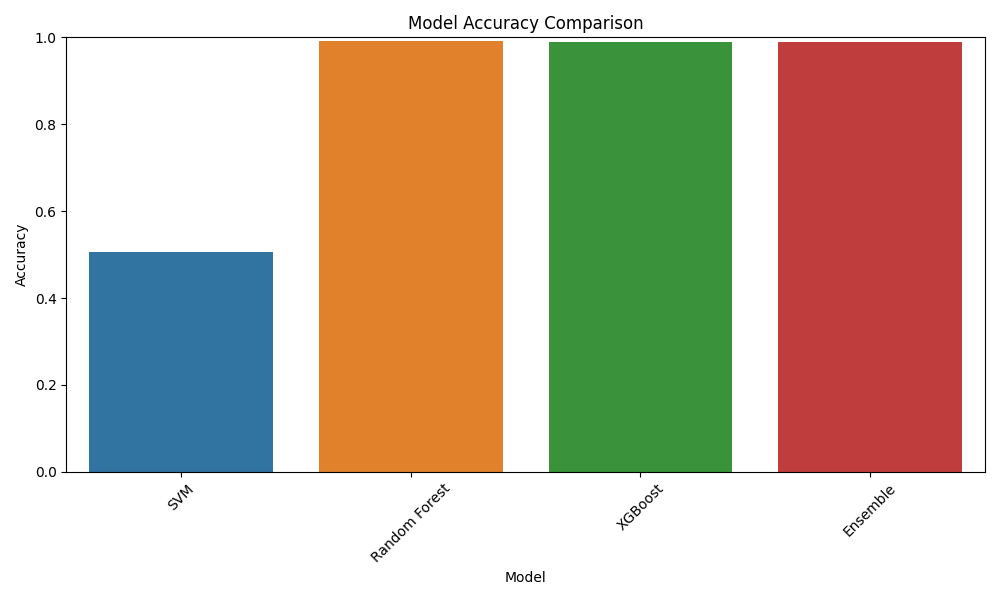 Model Accuracy Comparison
1.0
0.8
0.6
0.4
0.2
0.0
Accuracy
SVM
Random Forest
XGBoost
Ensemble
Model